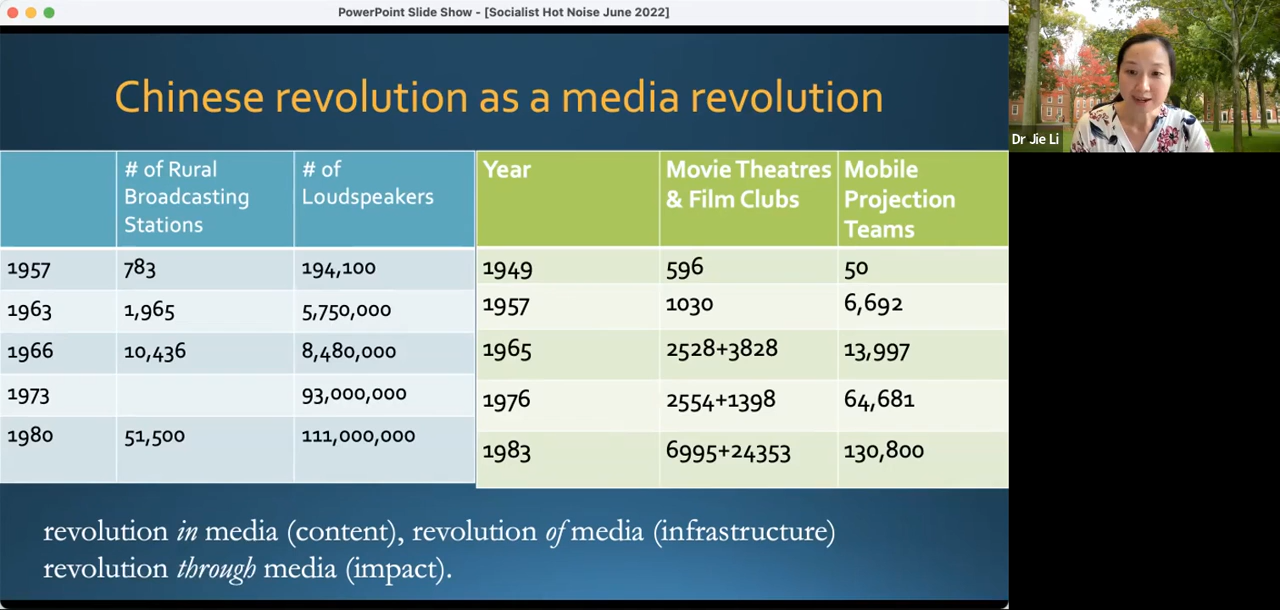 PowerPoint Slide Show - [Socialist Hot Noise June 2022]
Chinese revolution as a media revolution
# of Rural Broadcasting Stations # of Loudspeakers
1957 783 194,100
1963 1,965 5,750,000
1966 10,436 8,480,000
1973 93,000,000
1980 51,500 111,000,000
Year Movie Theatres & Film Clubs Mobile Projection Teams
1949 596 50
1957 1030 6,692
1965 2528+3828 13,997
1976 2554+1398 64,681
1983 6995+24353 130,800
revolution in media (content), revolution of media (infrastructure)
revolution through media (impact).
Dr Jie Li